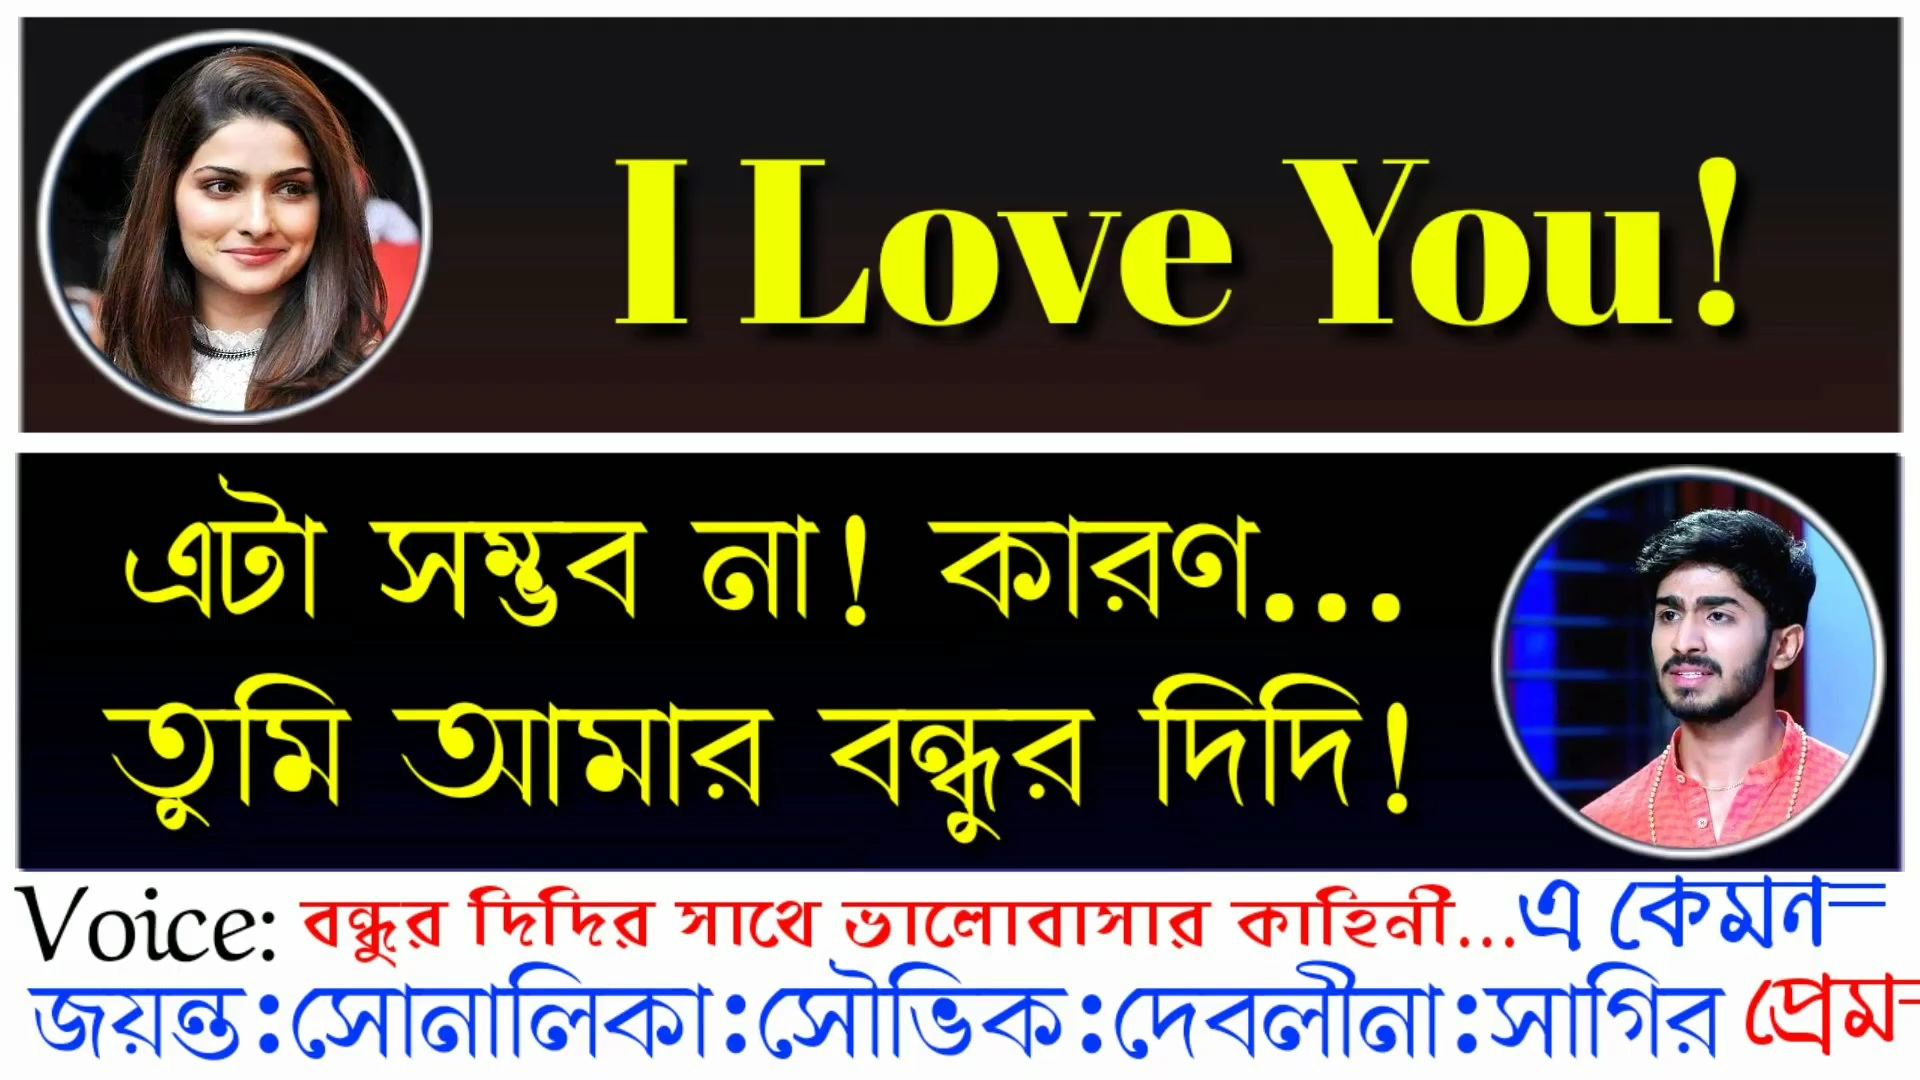 I Love You!
এটা সম্ভব না! কারণ...
তুমি আমার বন্ধুর দিদি!
Voice: বন্ধুর দিদির সাথে ভালোবাসার কাহিনী...এ কেমন=
জয়ন্ত:সোনালিকা:সৌভিক:দেবলীনা:সাগির প্রেম=